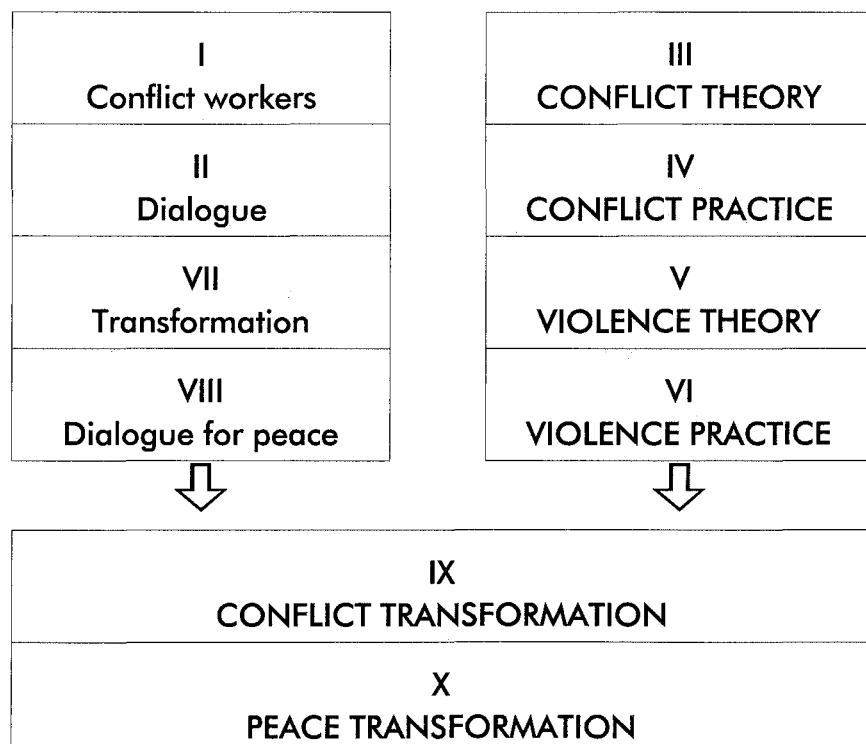 I
Conflict workers
II
Dialogue
VII
Transformation
VIII
Dialogue for peace
III
CONFLICT THEORY
IV
CONFLICT PRACTICE
V
VIOLENCE THEORY
VI
VIOLENCE PRACTICE
IX
CONFLICT TRANSFORMATION
X
PEACE TRANSFORMATION